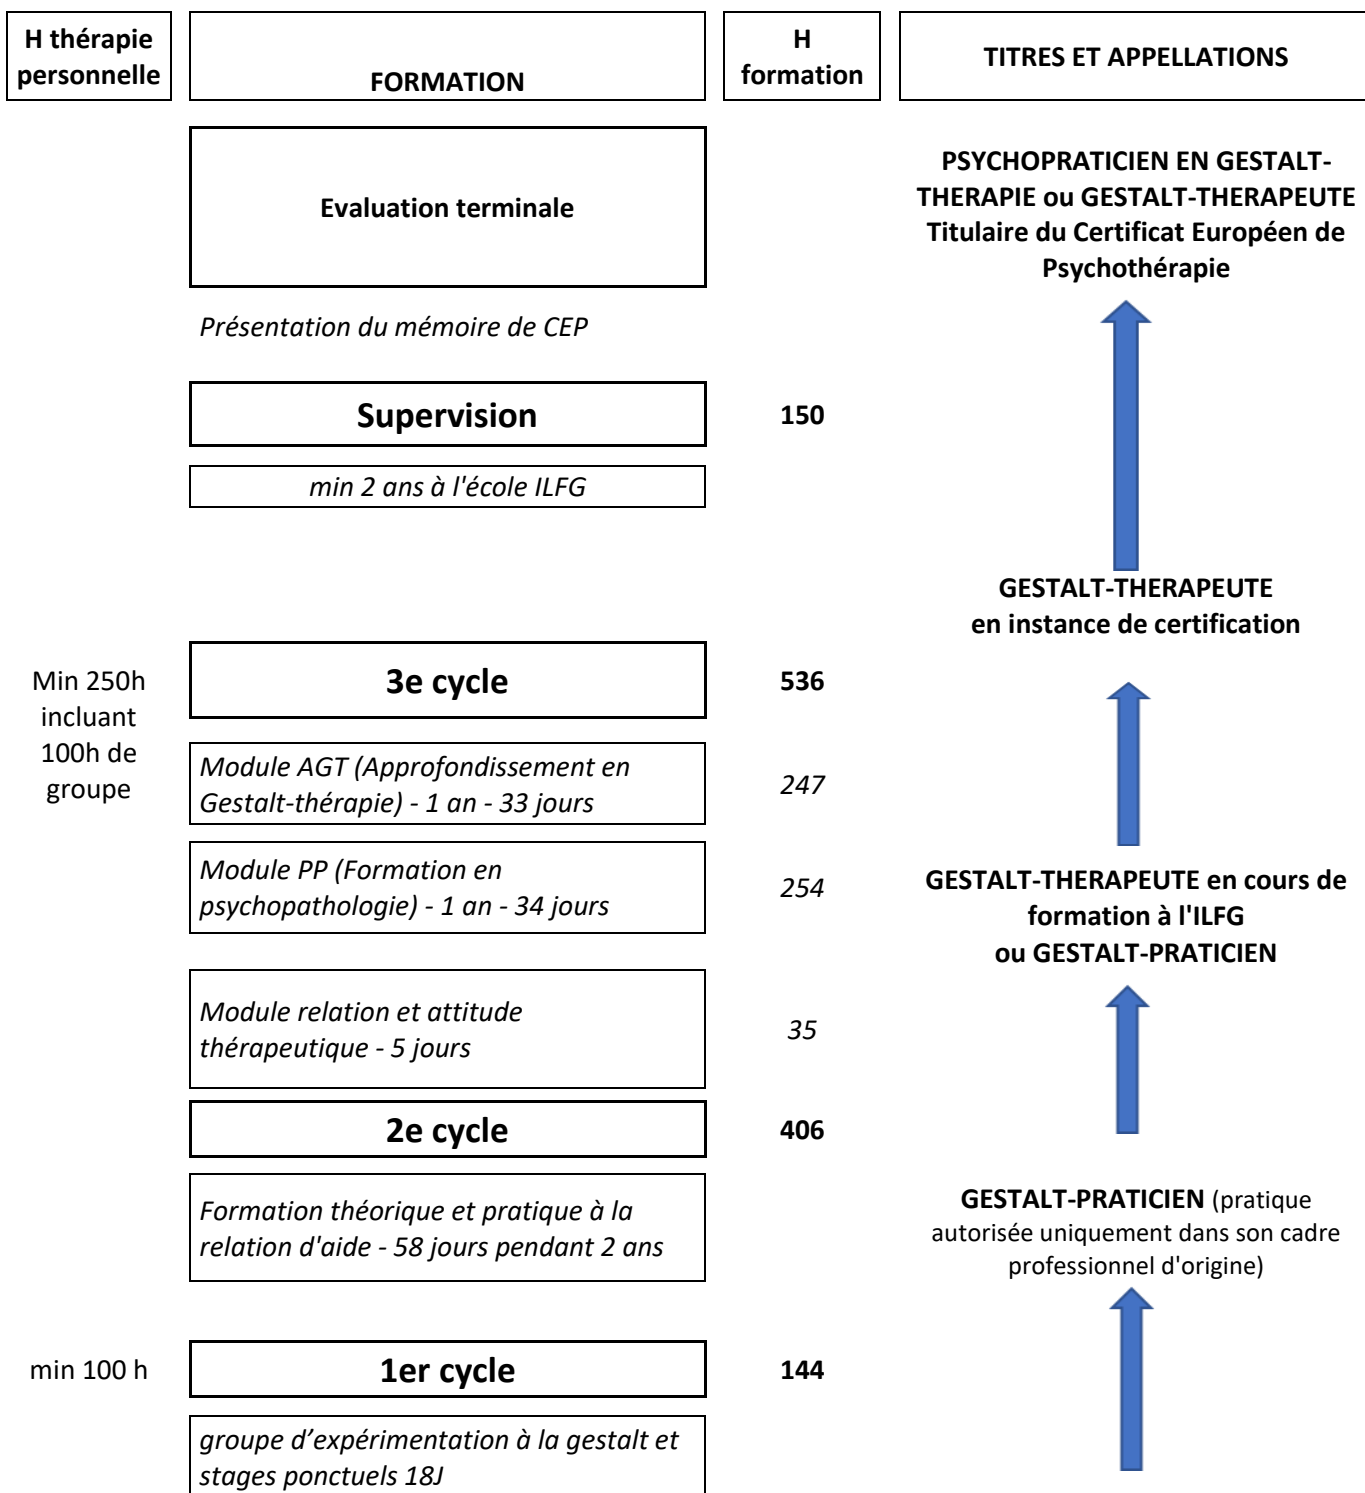 H thérapie
personnelle
FORMATION
H
formation
TITRES ET APPELLATIONS
Evaluation terminale
PSYCHOPRATICIEN EN GESTALT-
THERAPIE ou GESTALT-THERAPEUTE
Titulaire du Certificat Européen de
Psychothérapie
Présentation du mémoire de CEP
Supervision
150
min 2 ans à l'école ILFG
GESTALT-THERAPEUTE
en instance de certification
Min 250h
incluant
100h de
groupe
3e cycle
536
Module AGT (Approfondissement en
Gestalt-thérapie) - 1 an - 33 jours
247
Module PP (Formation en
psychopathologie) - 1 an - 34 jours
254
GESTALT-THERAPEUTE en cours de
formation à l'ILFG
ou GESTALT-PRATICIEN
Module relation et attitude
thérapeutique - 5 jours
35
2e cycle
406
Formation théorique et pratique à la
relation d'aide - 58 jours pendant 2 ans
GESTALT-PRATICIEN (pratique
autorisée uniquement dans son cadre
professionnel d'origine)
min 100 h
1er cycle
144
groupe d’expérimentation à la gestalt et
stages ponctuels 18J